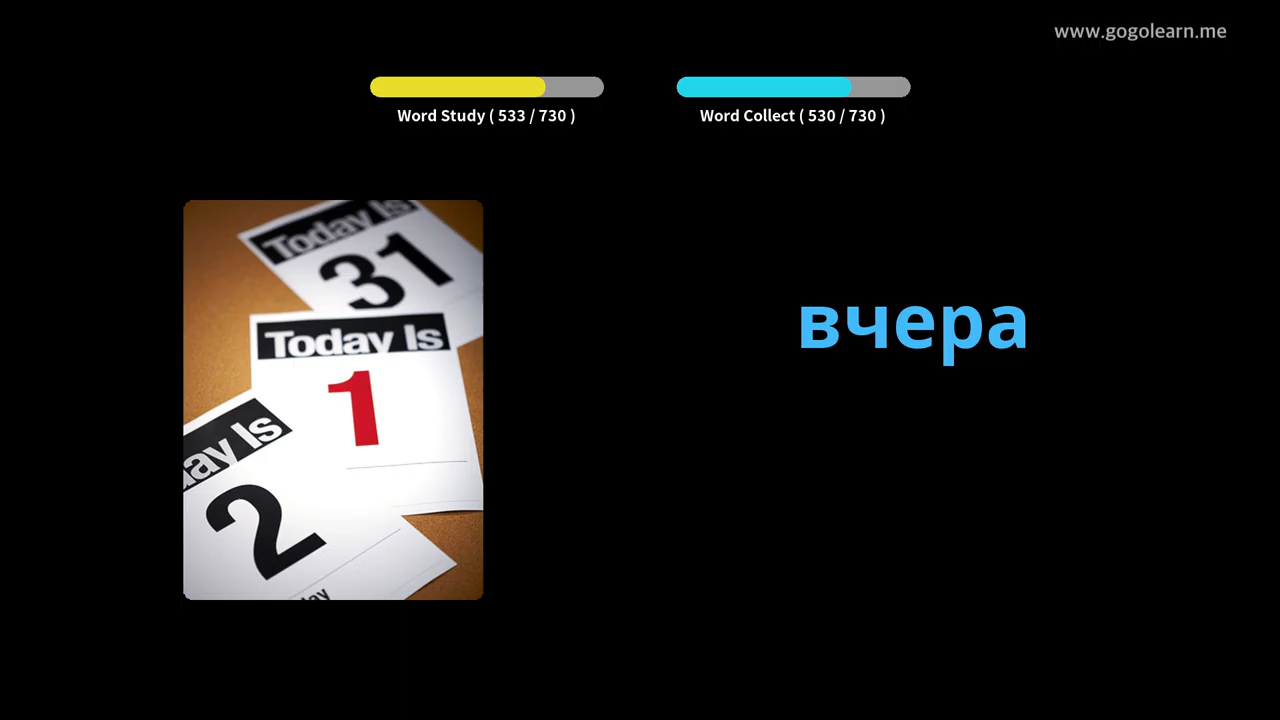 www.gogolearn.me
Word Study ( 533 / 730 )
Word Collect ( 530 / 730 )
Today Is
31
Today Is
1
вчера
ay Is
2